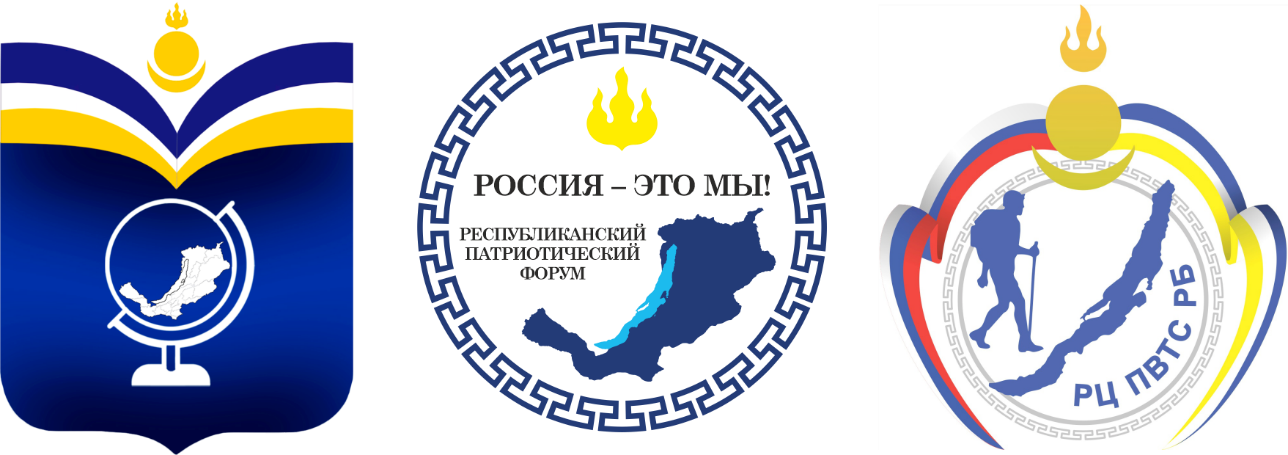 РОССИЯ – ЭТО МЫ!
РЕСПУБЛИКАНСКИЙ
ПАТРИОТИЧЕСКИЙ
ФОРУМ
РЦ ПВТС РБ